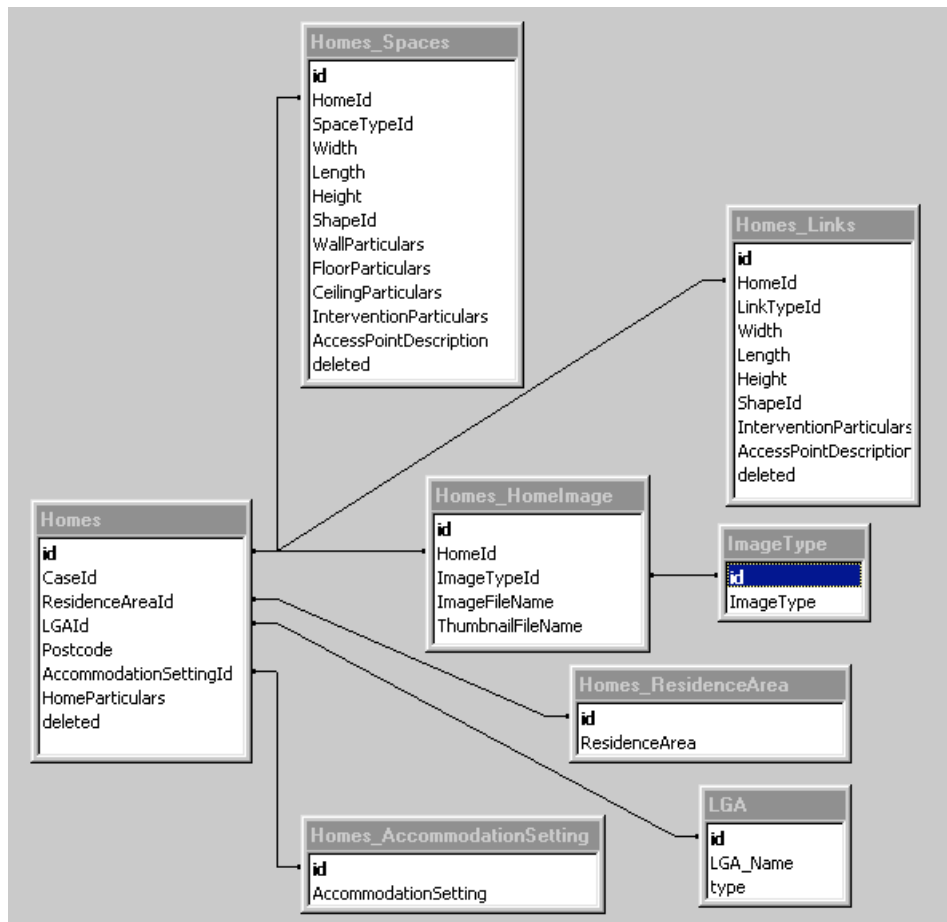 Homes_Spaces
id
HomeId
SpaceTypeId
Width
Length
Height
ShapeId
WallParticulars
FloorParticulars
CeilingParticulars
InterventionParticulars
AccessPointDescription
deleted
Homes_Links
id
HomeId
LinkTypeId
Width
Length
Height
ShapeId
InterventionParticulars
AccessPointDescription
deleted
Homes
id
CaseId
ResidenceAreaId
LGAId
Postcode
AccommodationSettingId
HomeParticulars
deleted
Homes_HomeImage
id
HomeId
ImageTypeId
ImageFileName
ThumbnailFileName
ImageType
id
ImageType
Homes_ResidenceArea
id
ResidenceArea
Homes_AccommodationSetting
id
AccommodationSetting
LGA
id
LGA_Name
type